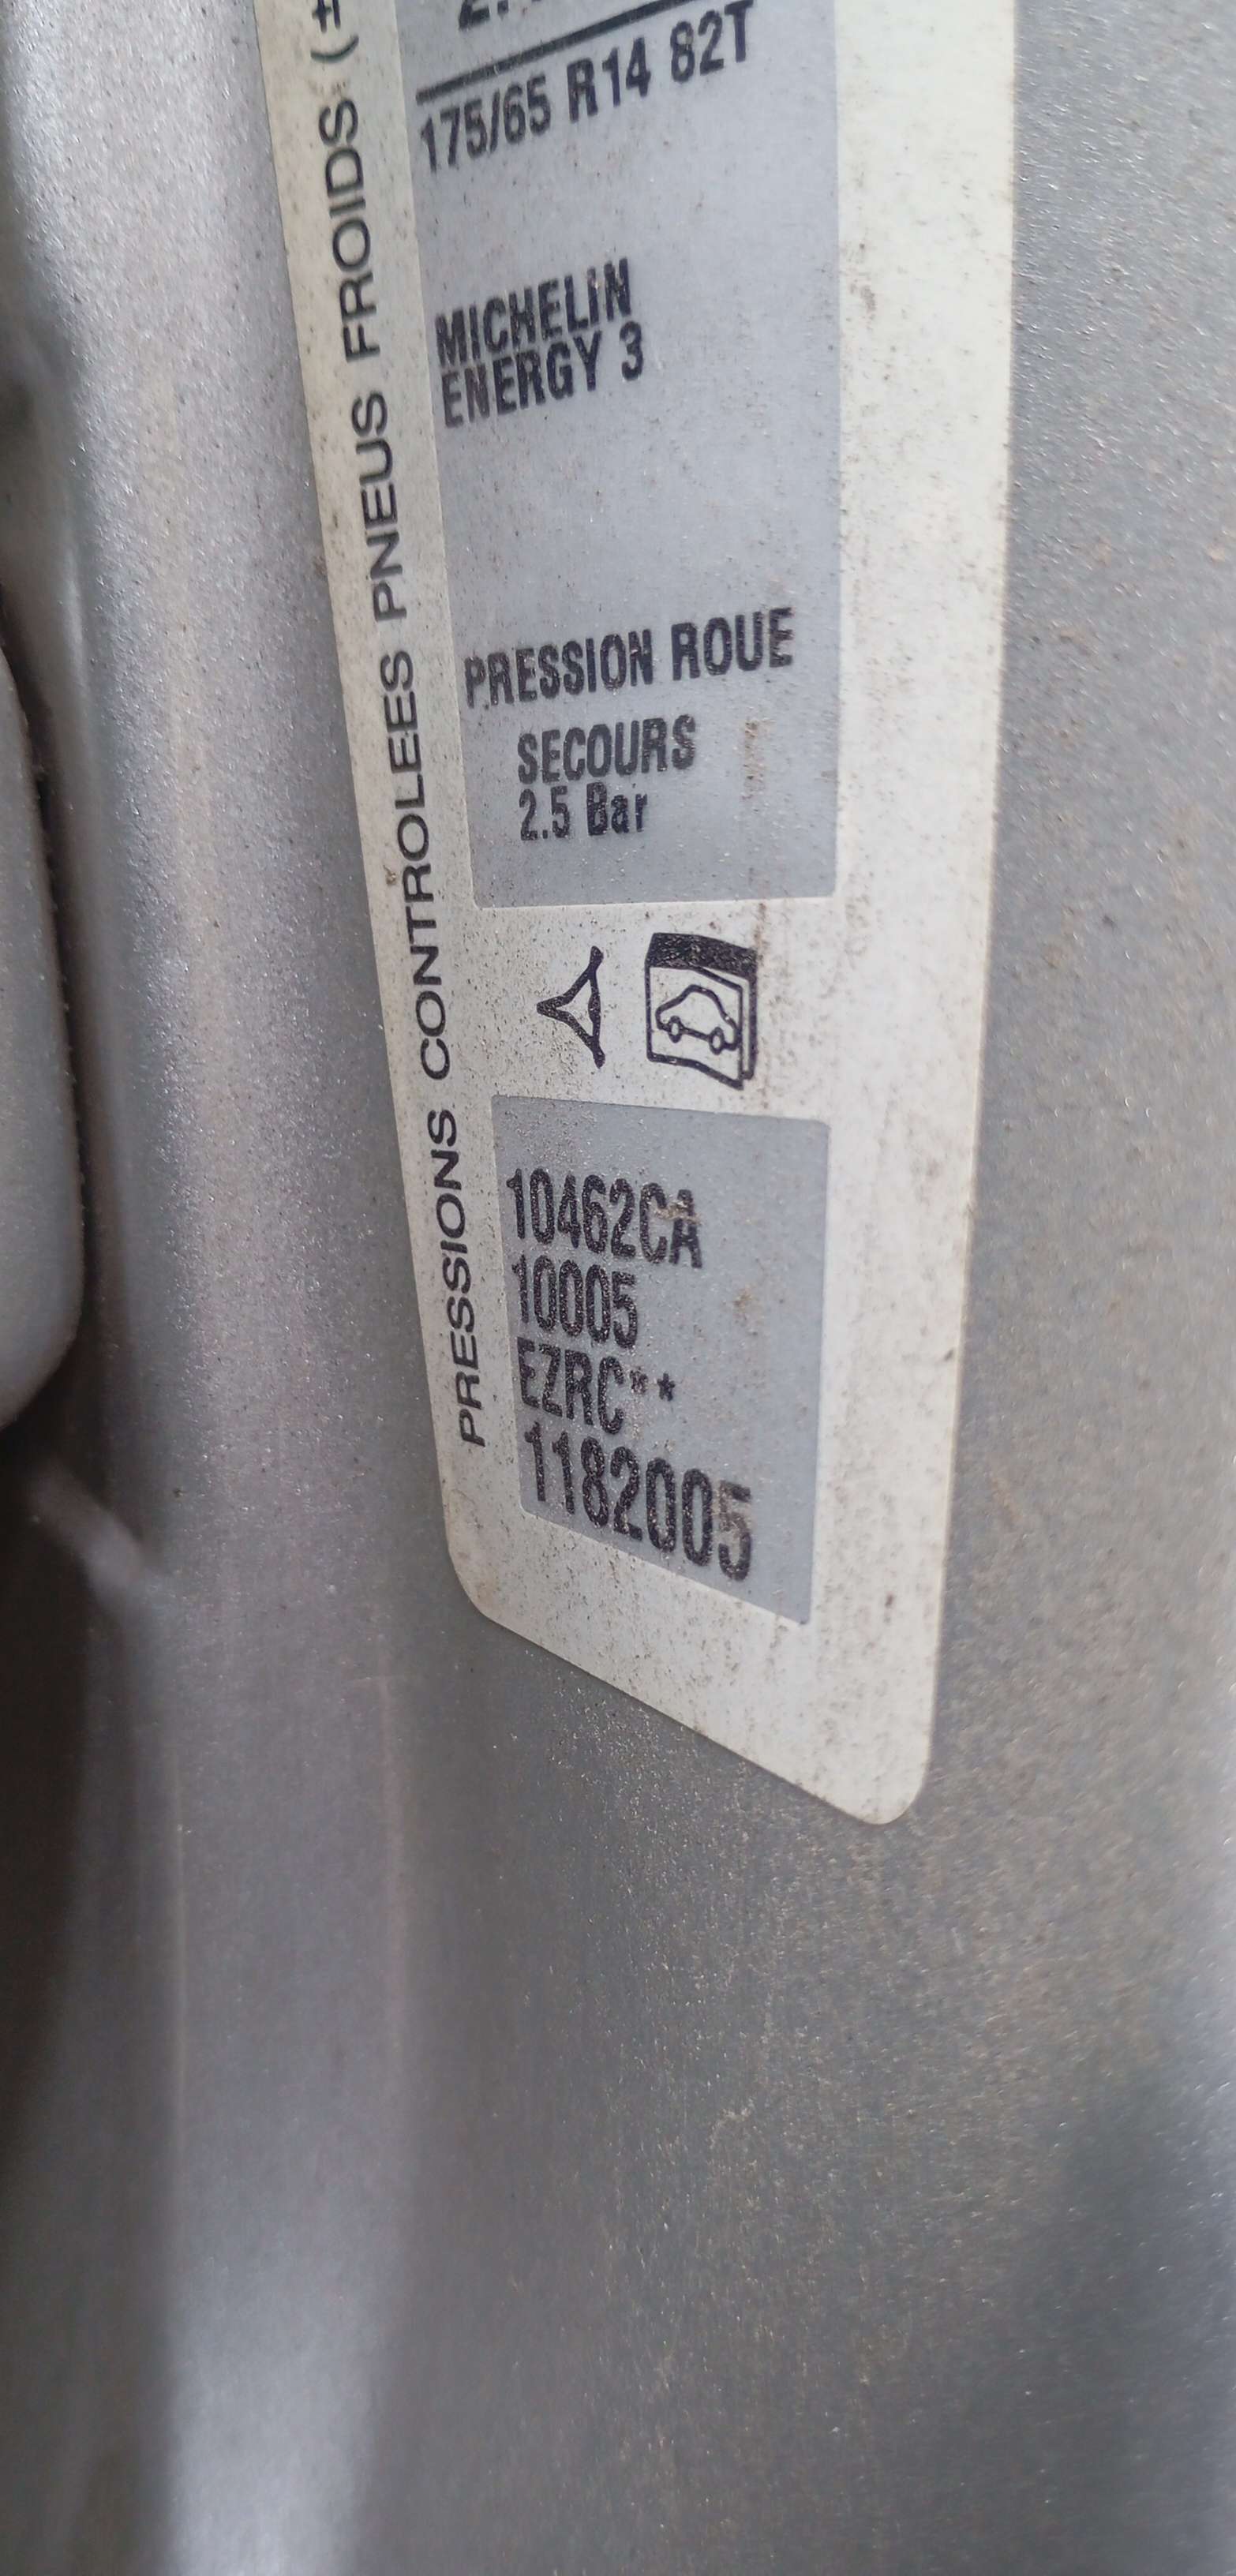 175/65 R14 82T
MICHELIN
ENERGY 3
PRESSION ROUE
SECOURS
2.5 Bar
PRESSIONS CONTROLEES PNEUS FROIDS (±
10462CA
10005
EZRC**
1182005